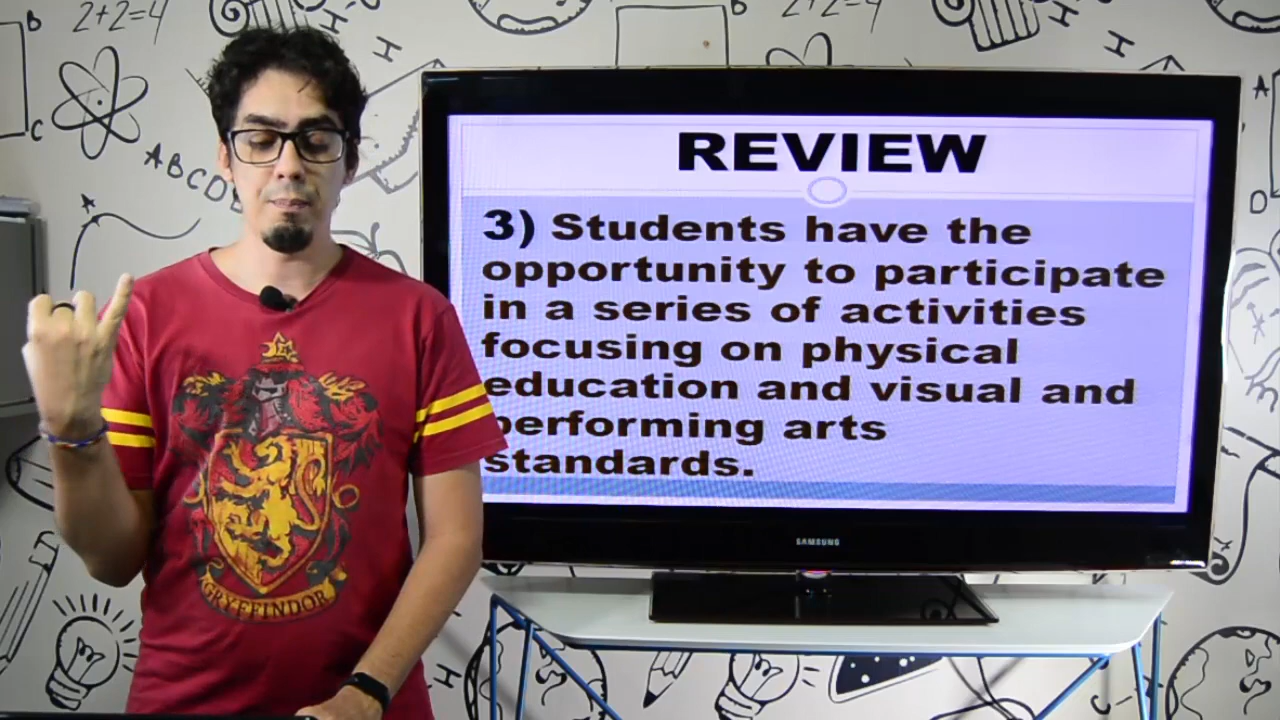 B
2+2=4
H
H
B
2+2=4
H
H
C
A B C D E
A
A
D
REVIEW
3) Students have the
opportunity to participate
in a series of activities
focusing on physical
education and visual and
performing arts
standards.
SAMSUNG
GRYFFINDOR
H
C